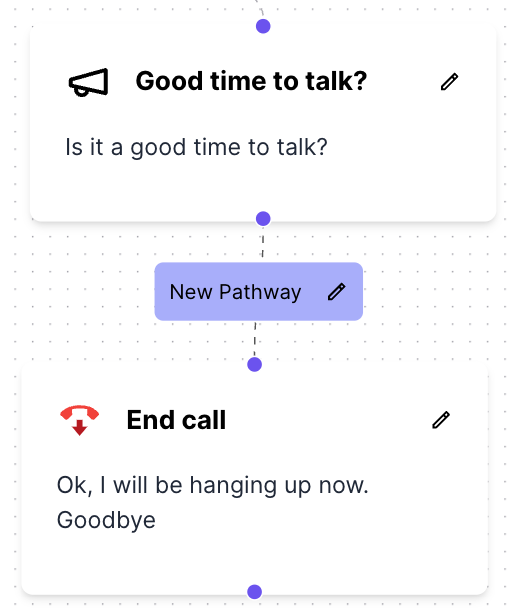 Good time to talk?
Is it a good time to talk?
New Pathway
End call
Ok, I will be hanging up now.
Goodbye